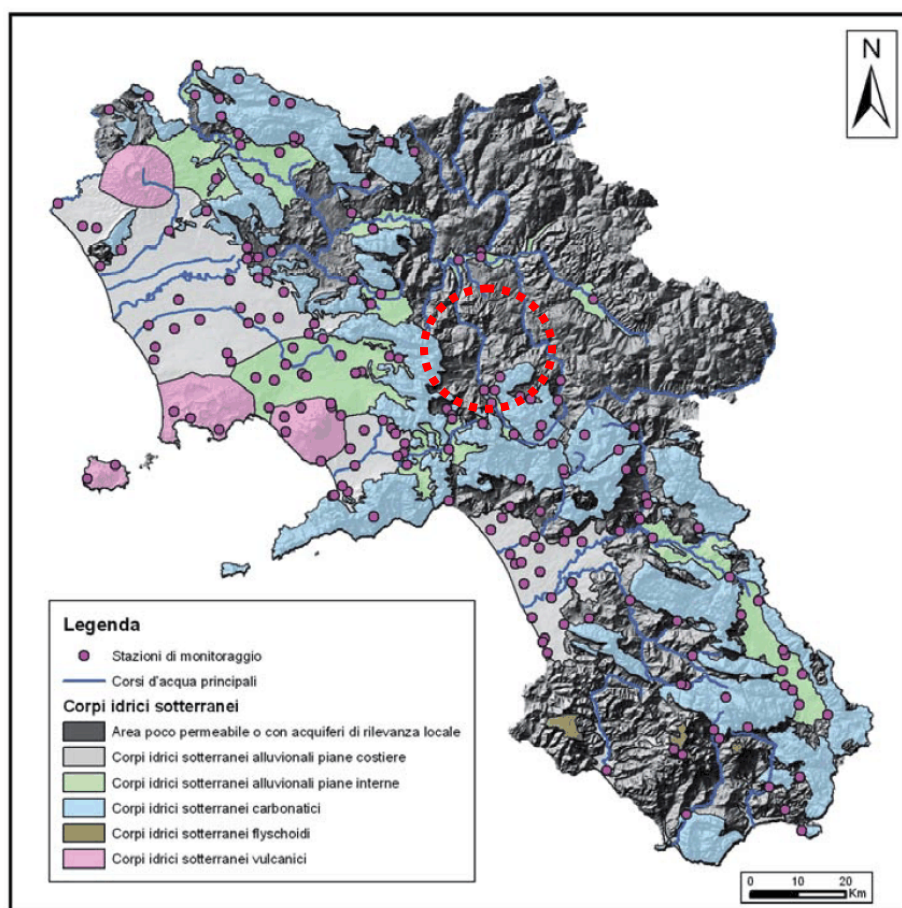 N
Legenda
Stazioni di monitoraggio
Corsi d'acqua principali
Corpi idrici sotterranei
Area poco permeabile o con acquiferi di rilevanza locale
Corpi idrici sotterranei alluvionali piane costiere
Corpi idrici sotterranei alluvionali piane interne
Corpi idrici sotterranei carbonatici
Corpi idrici sotterranei flyschoidi
Corpi idrici sotterranei vulcanici
0 10 20
Km